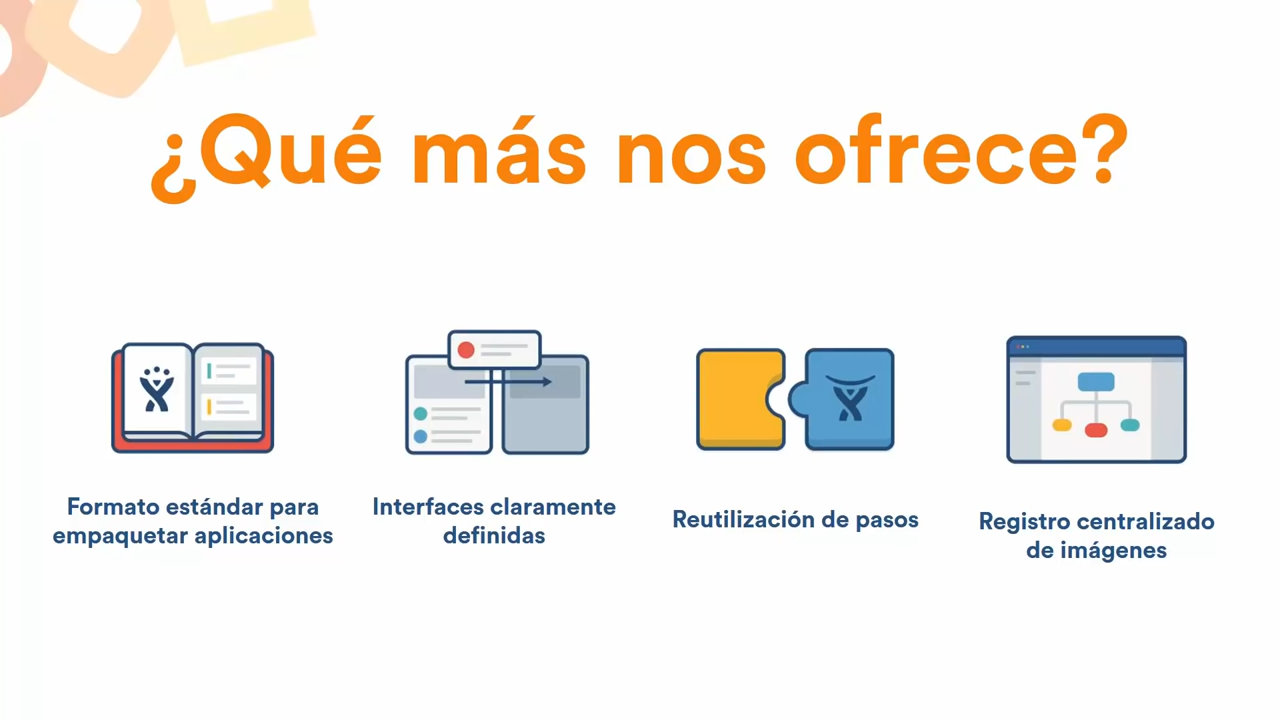 ¿Qué más nos ofrece?
Formato estándar para
empaquetar aplicaciones
Interfaces claramente
definidas
Reutilización de pasos
Registro centralizado
de imágenes